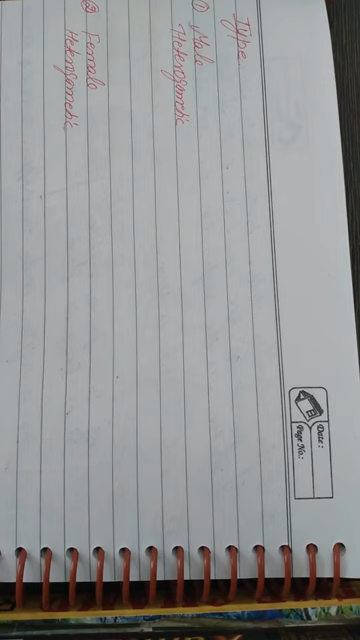 Date :
Page No.:
Type
① Male
Heterogametic
② Female
Heterogametic